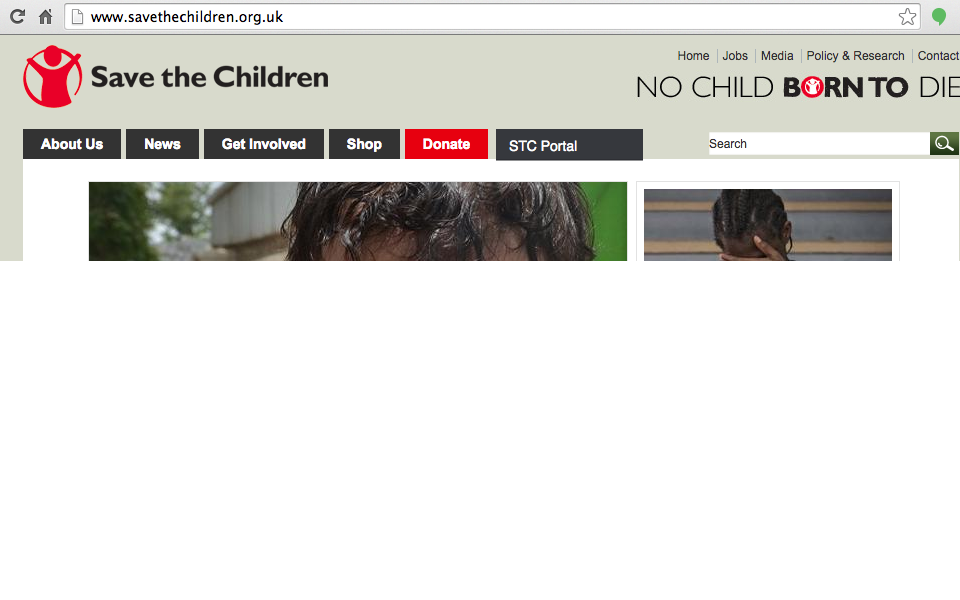 www.savethechildren.org.uk
Save the Children
Home Jobs Media Policy & Research Contact
NO CHILD BORN TO DIE
About Us News Get Involved Shop Donate STC Portal Search